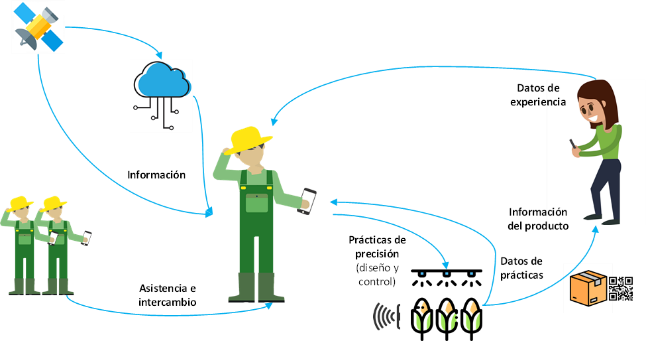 Datos de
experiencia
Información
Información
del producto
Prácticas de
precisión
(diseño y
control)
Datos de
prácticas
Asistencia e
intercambio